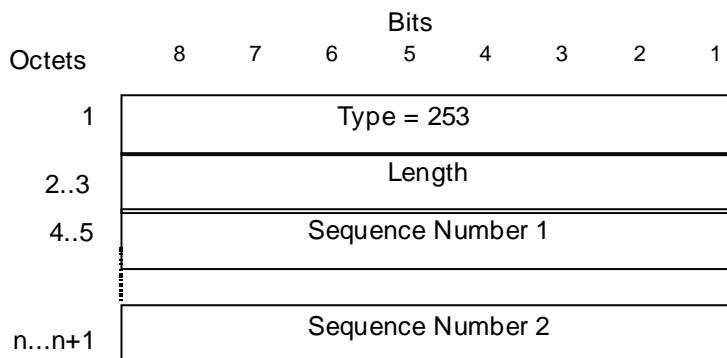 Bits
Octets 8 7 6 5 4 3 2 1
1 Type = 253
2..3 Length
4..5 Sequence Number 1
n...n+1 Sequence Number 2